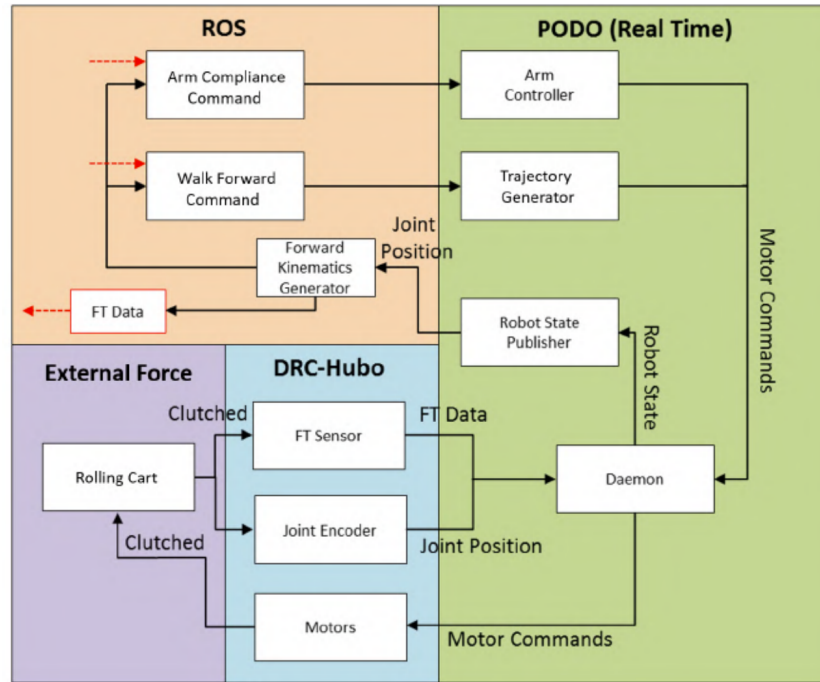 ROS
PODO (Real Time)
Arm Compliance
Command
Arm
Controller
Walk Forward
Command
Trajectory
Generator
Joint
Position
Forward
Kinematics
Generator
Motor Commands
FT Data
Robot State
Publisher
Robot State
External Force
DRC-Hubo
Clutched
FT Data
FT Sensor
Rolling Cart
Daemon
Joint Encoder
Clutched
Joint Position
Motors
Motor Commands